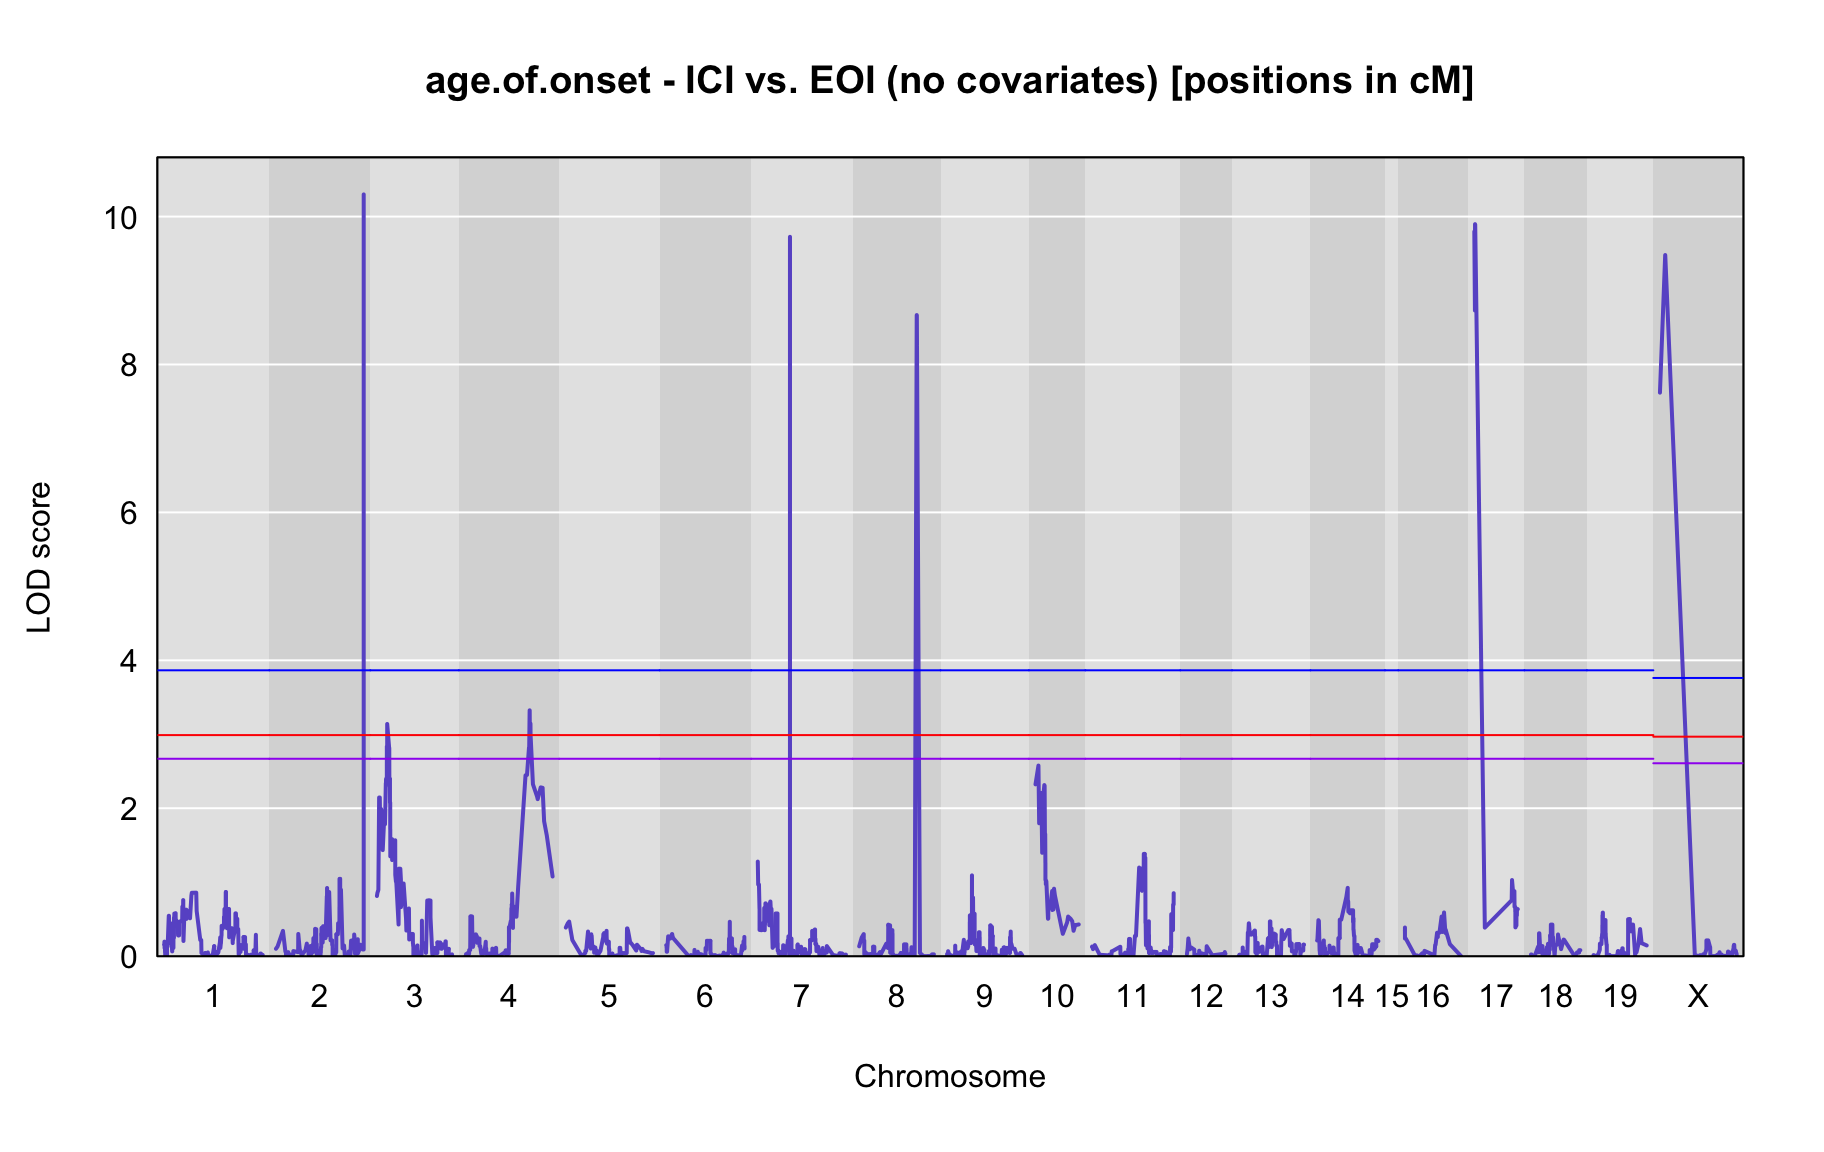 age.of.onset - ICI vs. EOI (no covariates) [positions in cM]
10
8
6
4
2
0
LOD score
1 2 3 4 5 6 7 8 9 10 11 12 13 14 15 16 17 18 19 X
Chromosome